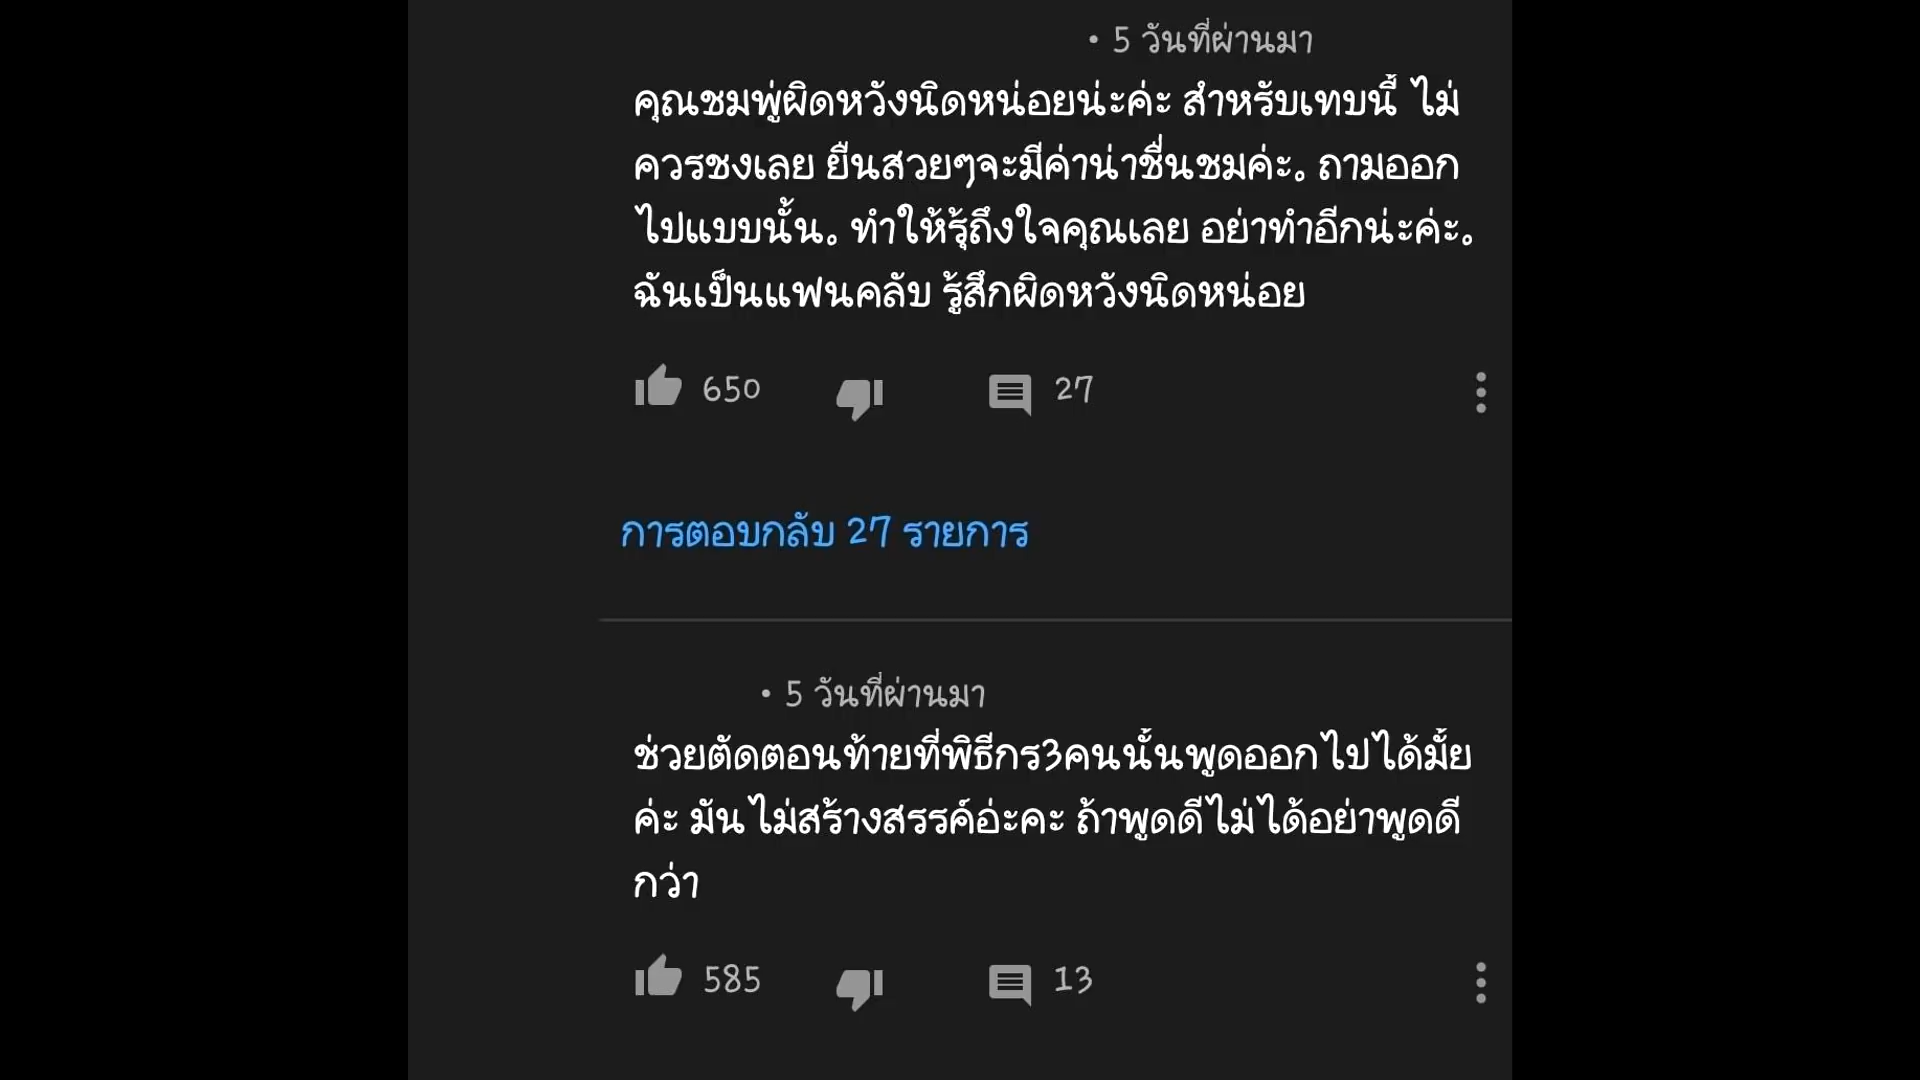 • 5 วันที่ผ่านมา
คุณชมพู่ผิดหวังนิดหน่อยน่ะค่ะ สำหรับเทบนี้ ไม่
ควรชงเลย ยืนสวยๆจะมีค่าน่าชื่นชมค่ะ. ถามออก
ไปแบบนั้น. ทำให้รุ้ถึงใจคุณเลย อย่าทำอีกน่ะค่ะ.
ฉันเป็นแฟนคลับ รู้สึกผิดหวังนิดหน่อย
650 27
การตอบกลับ 27 รายการ
• 5 วันที่ผ่านมา
ช่วยตัดตอนท้ายที่พิธีกร3คนนั้นพูดออกไปได้มั้ย
ค่ะ มันไม่สร้างสรรค์อ่ะคะ ถ้าพูดดีไม่ได้อย่าพูดดี
กว่า
585 13